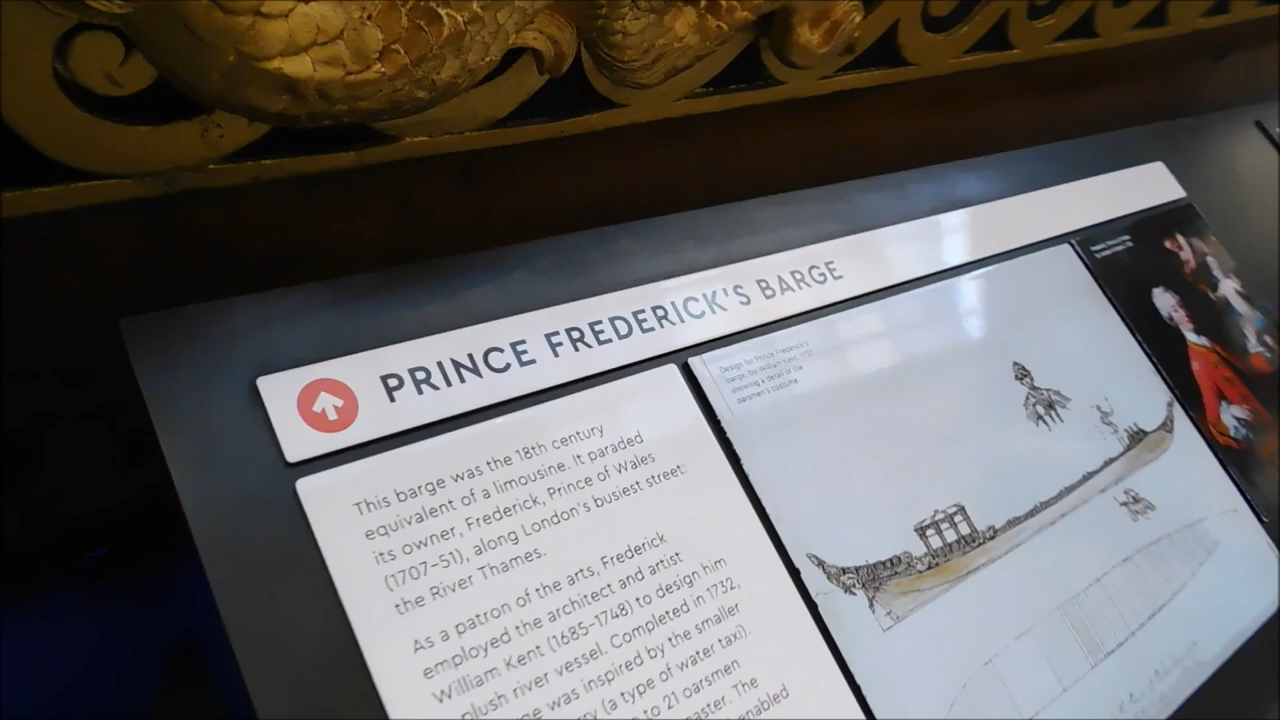 PRINCE FREDERICK'S BARGE
This barge was the 18th century
equivalent of a limousine. It paraded
its owner, Frederick, Prince of Wales
(1707–51), along London's busiest street:
the River Thames.
As a patron of the arts, Frederick
employed the architect and artist
William Kent (1685–1748) to design him
plush river vessel. Completed in 1732,
was inspired by the smaller
(a type of water taxi).
to 21 oarsmen
The
enabled
Design for Prince Frederick's
barge, by William Kent, 1732
showing a detail of the
oarsmen's costume